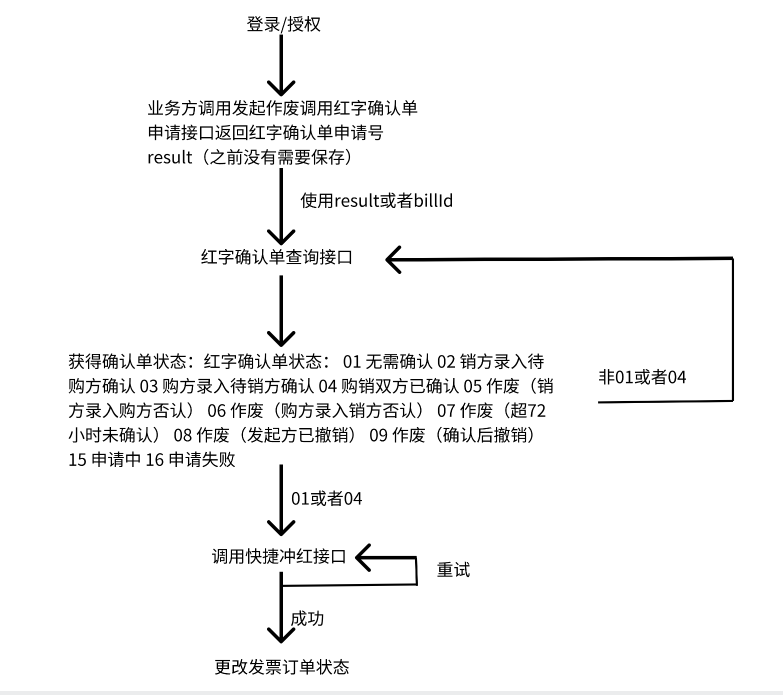 登录/授权
业务方调用发起作废调用红字确认单
申请接口返回红字确认单申请号
result（之前没有需要保存）
使用result或者billId
红字确认单查询接口
获得确认单状态：红字确认单状态： 01 无需确认 02 销方录入待
购方确认 03 购方录入待销方确认 04 购销双方已确认 05 作废（销
方录入购方否认） 06 作废（购方录入销方否认） 07 作废（超72
小时未确认） 08 作废（发起方已撤销） 09 作废（确认后撤销）
15 申请中 16 申请失败
非01或者04
01或者04
调用快捷冲红接口
重试
成功
更改发票订单状态